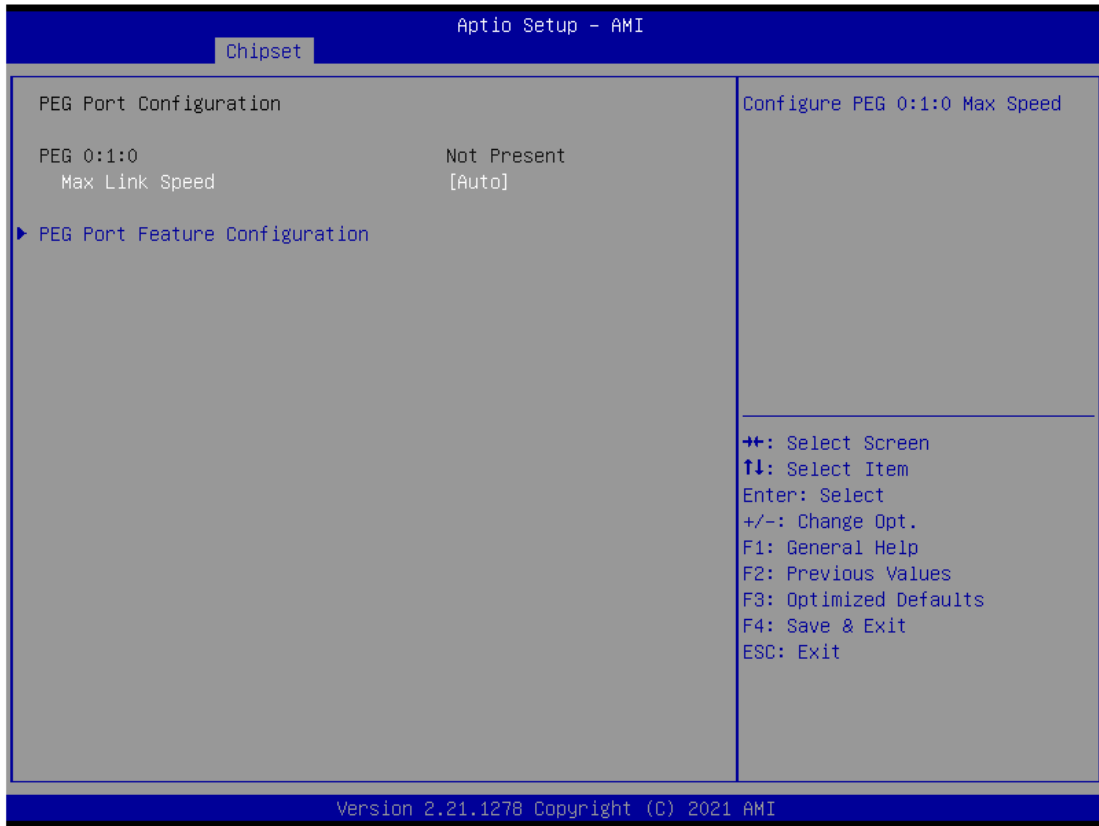 Aptio Setup – AMI
Chipset
PEG Port Configuration
PEG 0:1:0 Not Present
Max Link Speed [Auto]
PEG Port Feature Configuration
Configure PEG 0:1:0 Max Speed
→←: Select Screen
↑↓: Select Item
Enter: Select
+/-: Change Opt.
F1: General Help
F2: Previous Values
F3: Optimized Defaults
F4: Save & Exit
ESC: Exit
Version 2.21.1278 Copyright (C) 2021 AMI